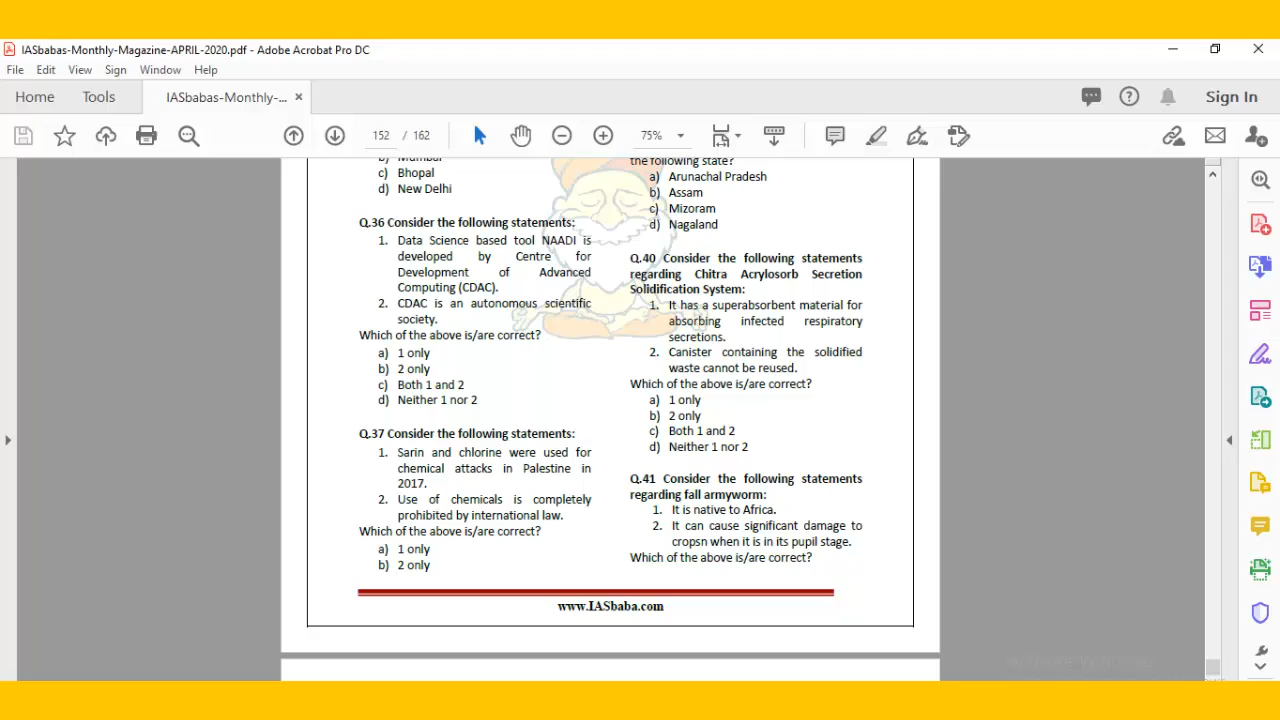 IASbabas-Monthly-Magazine-APRIL-2020.pdf - Adobe Acrobat Pro DC
File Edit View Sign Window Help
Home Tools IASbabas-Monthly-... × Sign In
152 / 162 75%
b) Mumbai
c) Bhopal
d) New Delhi
Q.36 Consider the following statements:
1. Data Science based tool NAADI is
developed by Centre for
Development of Advanced
Computing (CDAC).
2. CDAC is an autonomous scientific
society.
Which of the above is/are correct?
a) 1 only
b) 2 only
c) Both 1 and 2
d) Neither 1 nor 2
Q.37 Consider the following statements:
1. Sarin and chlorine were used for
chemical attacks in Palestine in
2017.
2. Use of chemicals is completely
prohibited by international law.
Which of the above is/are correct?
a) 1 only
b) 2 only
the following state?
a) Arunachal Pradesh
b) Assam
c) Mizoram
d) Nagaland
Q.40 Consider the following statements
regarding Chitra Acrylosorb Secretion
Solidification System:
1. It has a superabsorbent material for
absorbing infected respiratory
secretions.
2. Canister containing the solidified
waste cannot be reused.
Which of the above is/are correct?
a) 1 only
b) 2 only
c) Both 1 and 2
d) Neither 1 nor 2
Q.41 Consider the following statements
regarding fall armyworm:
1. It is native to Africa.
2. It can cause significant damage to
cropsn when it is in its pupil stage.
Which of the above is/are correct?
www.IASbaba.com